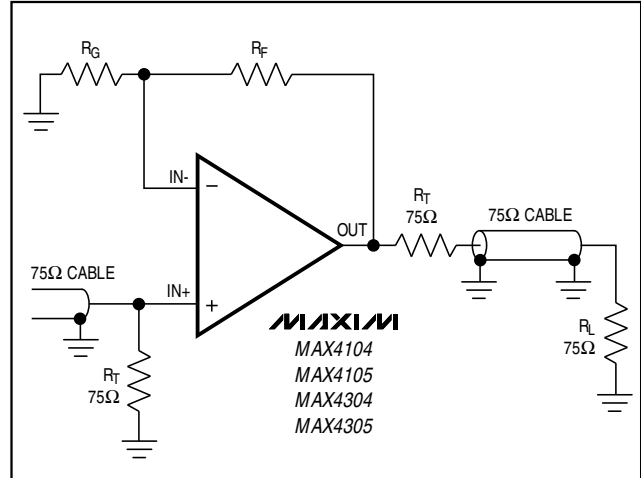 RG
RF
IN-
−
RT
75Ω
75Ω CABLE
OUT
75Ω CABLE
IN+
+
MAXIM
MAX4104
MAX4105
MAX4304
MAX4305
RT
75Ω
RL
75Ω